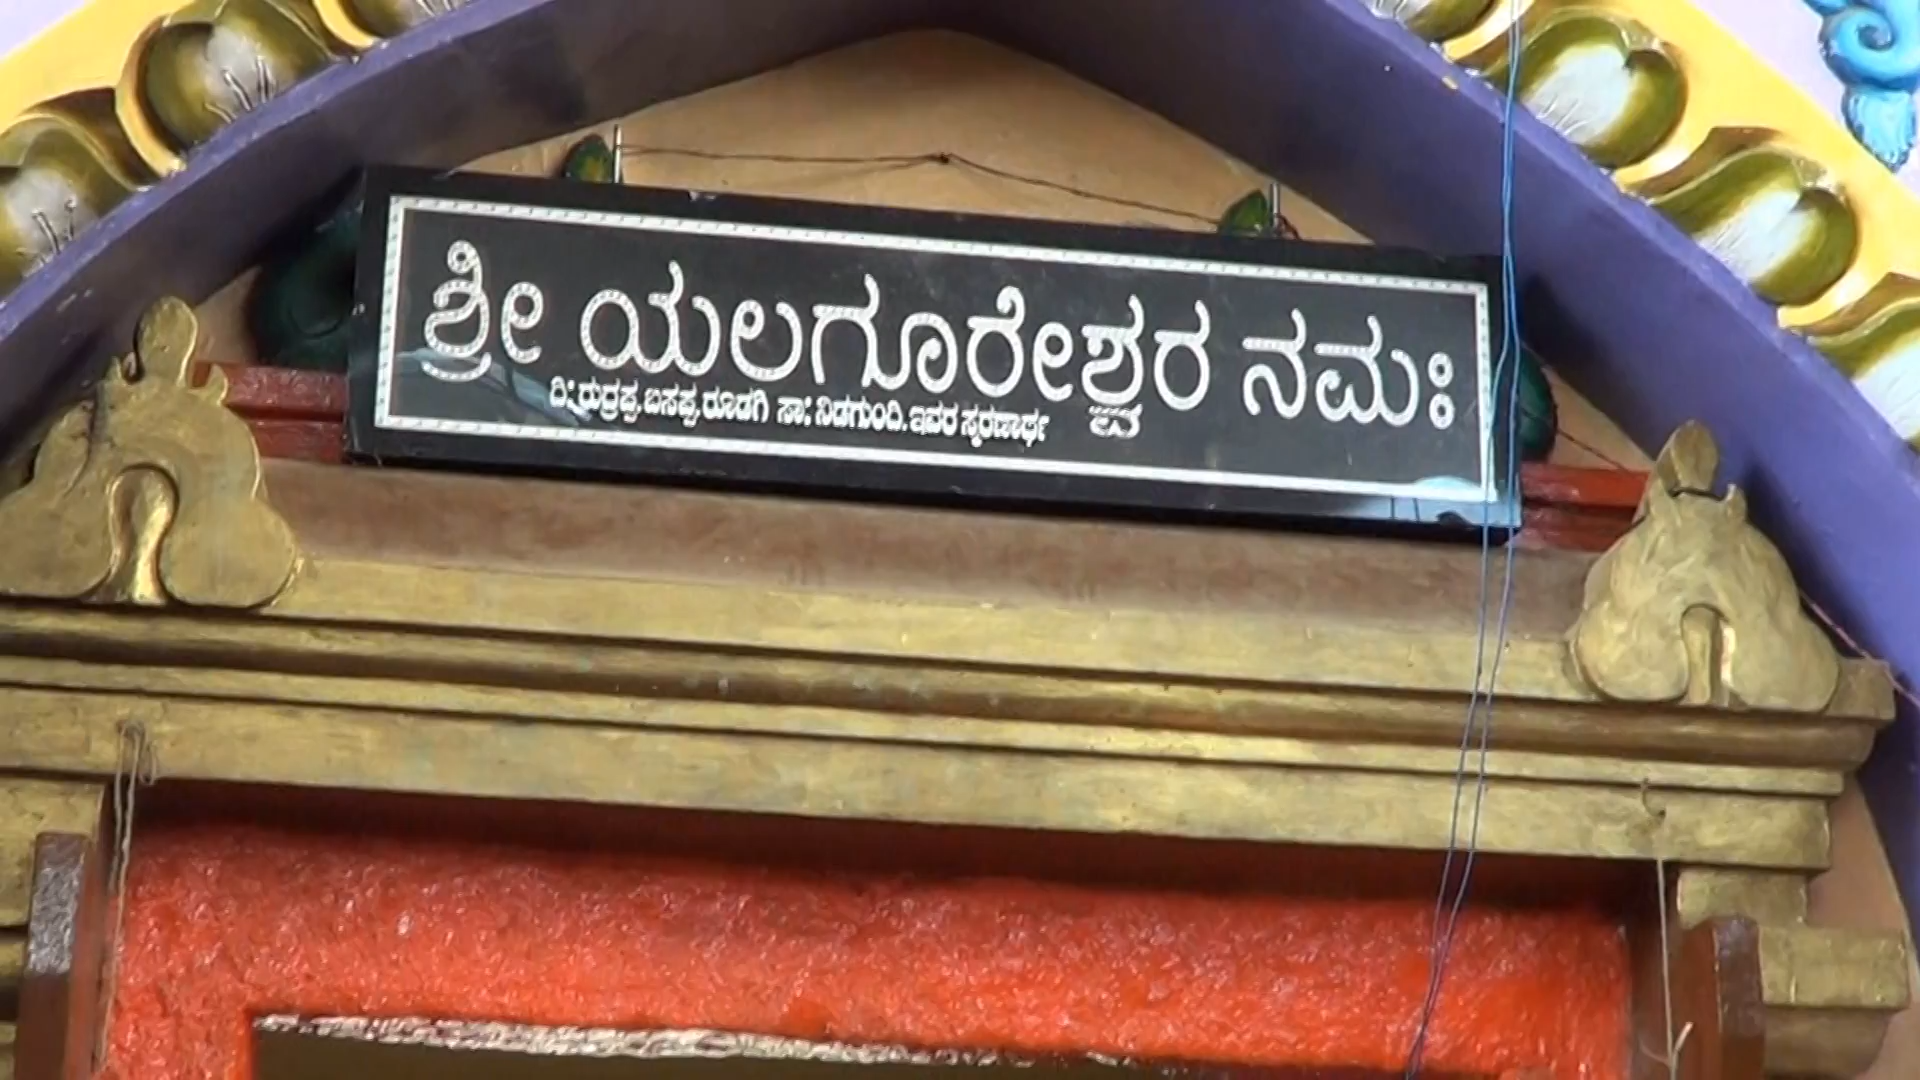 ಶ್ರೀ ಯಲಗೂರೇಶ್ವರ ನಮಃ
ದಿ: ರುದ್ರಪ್ಪ. ಬಸಪ್ಪ. ರೂಡಗಿ ಸಾ: ನಿಡಗುಂದಿ. ಇವರ ಸ್ಮರಣಾರ್ಥ